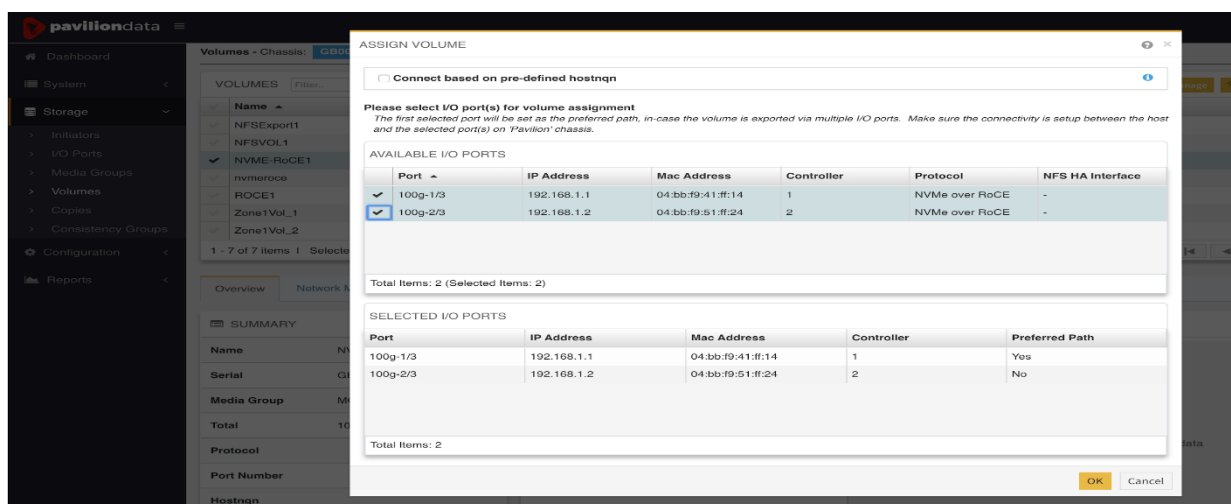 paviliondata
Dashboard
System
Storage
Initiators
I/O Ports
Media Groups
Volumes
Copies
Consistency Groups
Configuration
Reports
Volumes - Chassis:
VOLUMES Filter...
Name
NFSExport1
NFSVOL1
NVME-RoCE1
nvmeroce
ROCE1
Zone1Vol_1
Zone1Vol_2
1 - 7 of 7 items |
Overview Network
SUMMARY
Name
Serial
Media Group
Total
Protocol
Port Number
Hostnqn
ASSIGN VOLUME
Connect based on pre-defined hostnqn
Please select I/O port(s) for volume assignment
The first selected port will be set as the preferred path, in-case the volume is exported via multiple I/O ports. Make sure the connectivity is setup between the host
and the selected port(s) on 'Pavilion' chassis.
AVAILABLE I/O PORTS
Port IP Address Mac Address Controller Protocol NFS HA Interface
100g-1/3 192.168.1.1 04:bb:f9:41:ff:14 1 NVMe over RoCE -
100g-2/3 192.168.1.2 04:bb:f9:51:ff:24 2 NVMe over RoCE -
Total Items: 2 (Selected Items: 2)
SELECTED I/O PORTS
Port IP Address Mac Address Controller Preferred Path
100g-1/3 192.168.1.1 04:bb:f9:41:ff:14 1 Yes
100g-2/3 192.168.1.2 04:bb:f9:51:ff:24 2 No
Total Items: 2
OK Cancel